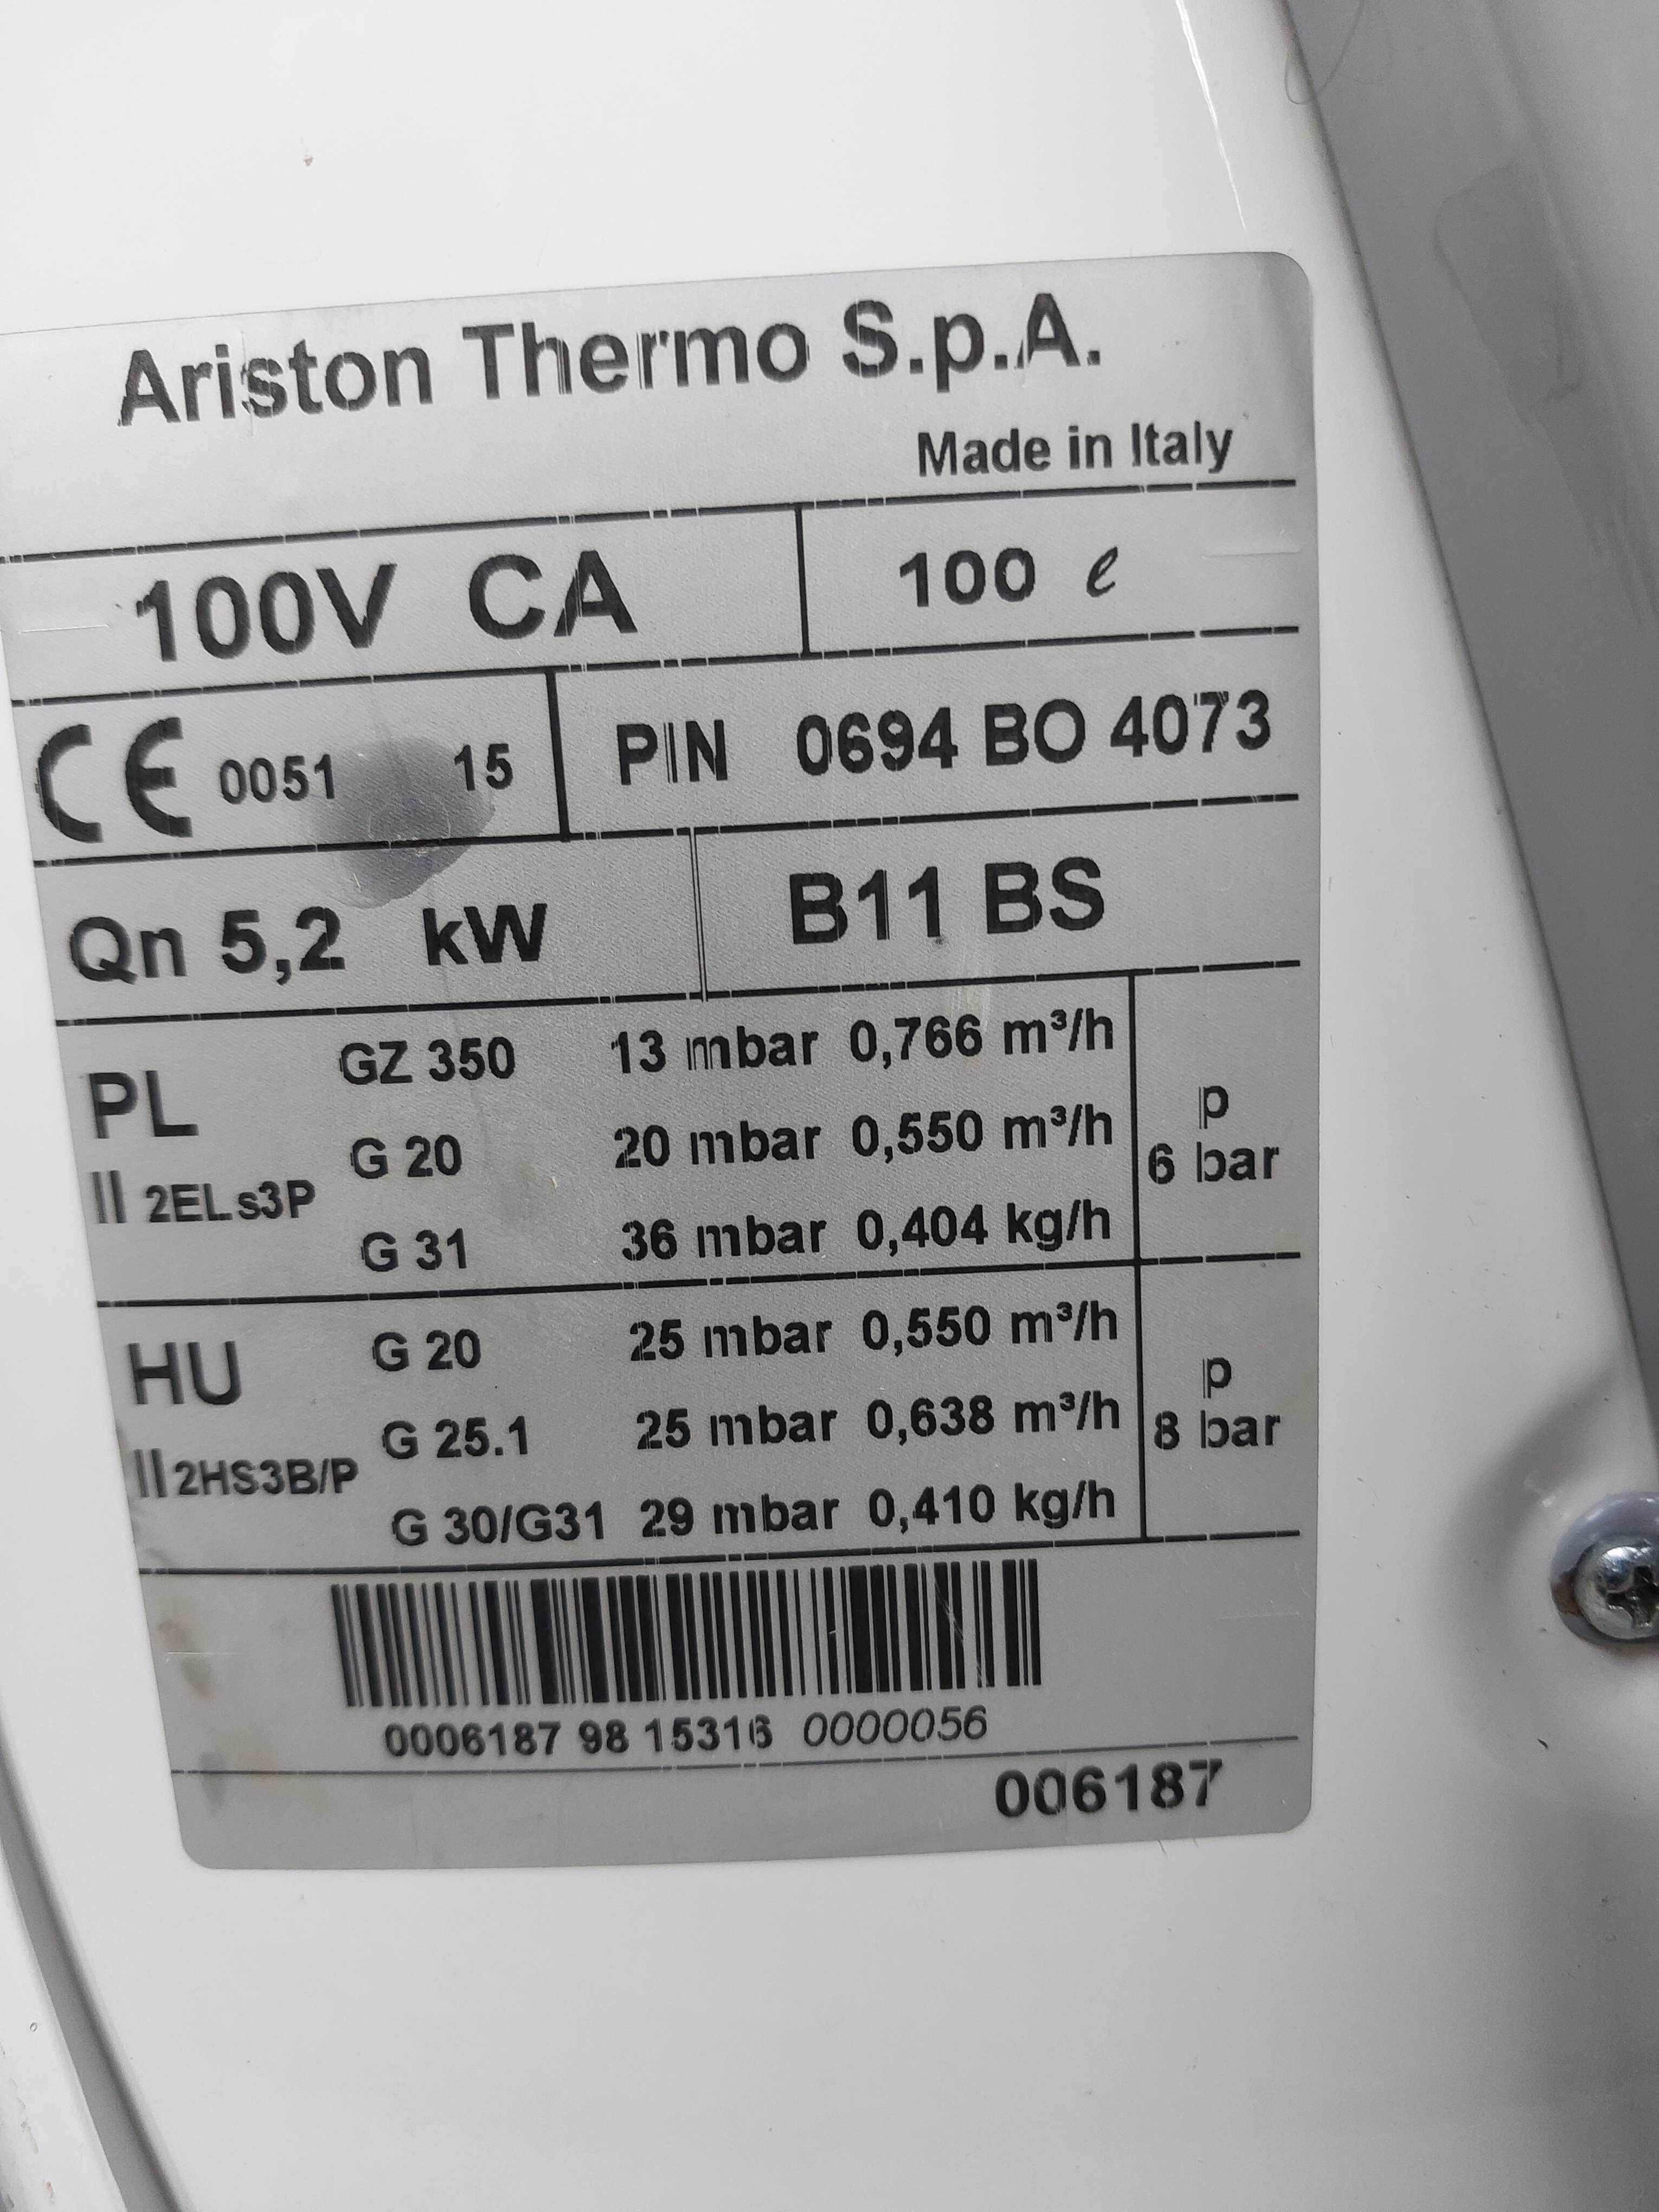 Ariston Thermo S.p.A.
Made in Italy
100V CA 100 ℓ
CE 0051 15 PIN 0694 BO 4073
Qn 5,2 kW B11 BS
PL
II 2ELs3P
GZ 350 13 mbar 0,766 m³/h
G 20 20 mbar 0,550 m³/h
G 31 36 mbar 0,404 kg/h
p
6 bar
HU
II 2HS3B/P
G 20 25 mbar 0,550 m³/h
G 25.1 25 mbar 0,638 m³/h
G 30/G31 29 mbar 0,410 kg/h
p
8 bar
0006187 98 15316 0000056
006187